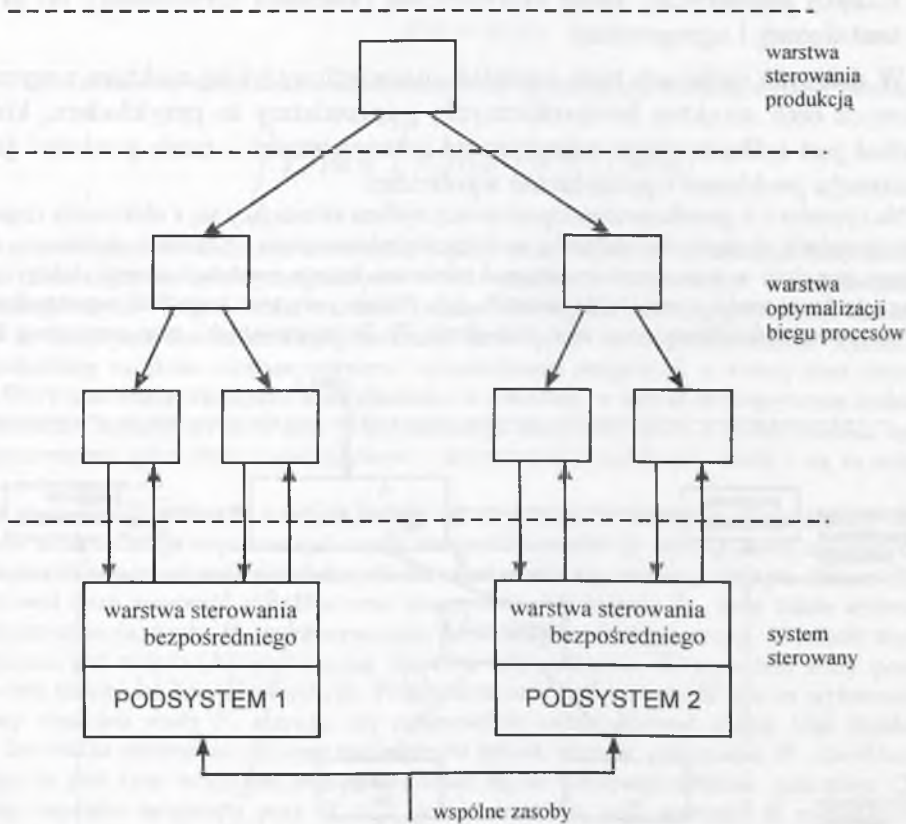 warstwa
sterowania
produkcją
warstwa
optymalizacji
biegu procesów
warstwa sterowania
bezpośredniego
PODSYSTEM 1
warstwa sterowania
bezpośredniego
PODSYSTEM 2
system
sterowany
wspólne zasoby